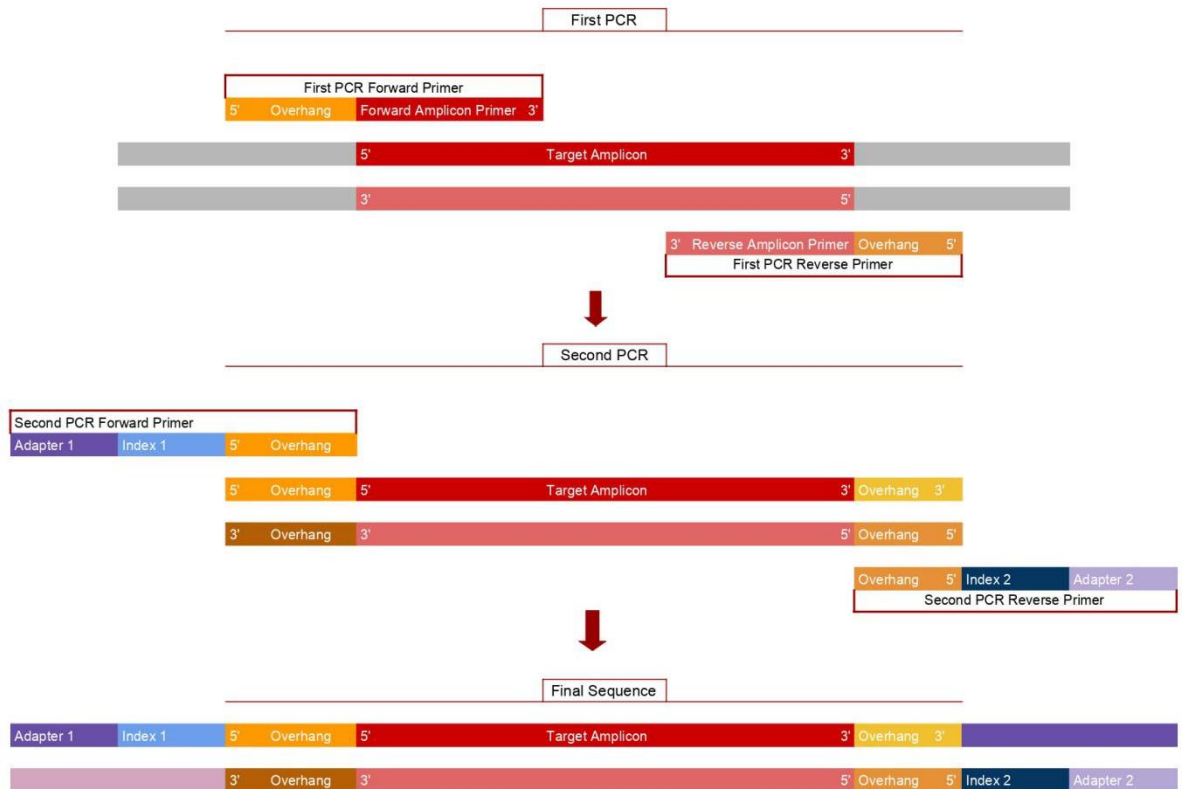 First PCR
First PCR Forward Primer
5' Overhang Forward Amplicon Primer 3'
5' Target Amplicon 3'
3' 5'
3' Reverse Amplicon Primer Overhang 5'
First PCR Reverse Primer
Second PCR
Second PCR Forward Primer
Adapter 1 Index 1 5' Overhang
5' Overhang 5' Target Amplicon 3' Overhang 3'
3' Overhang 3' 5' Overhang 5'
Overhang 5' Index 2 Adapter 2
Second PCR Reverse Primer
Final Sequence
Adapter 1 Index 1 5' Overhang 5' Target Amplicon 3' Overhang 3'
3' Overhang 3' 5' Overhang 5' Index 2 Adapter 2